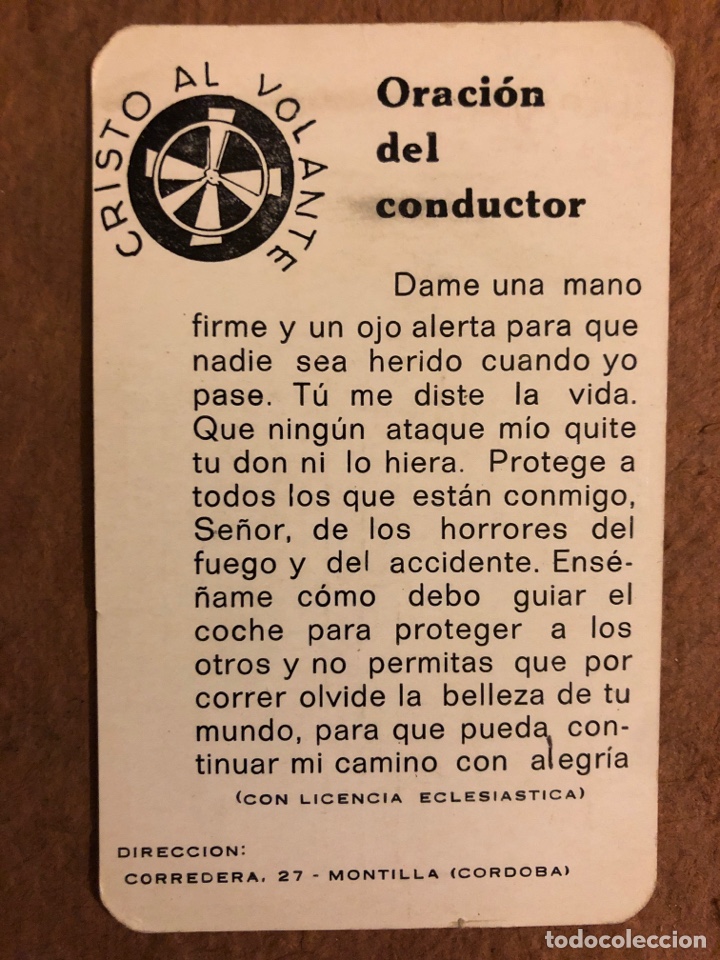 CRISTO AL VOLANTE
Oración
del
conductor
Dame una mano
firme y un ojo alerta para que
nadie sea herido cuando yo
pase. Tú me diste la vida.
Que ningún ataque mío quite
tu don ni lo hiera. Protege a
todos los que están conmigo,
Señor, de los horrores del
fuego y del accidente. Ensé-
ñame cómo debo guiar el
coche para proteger a los
otros y no permitas que por
correr olvide la belleza de tu
mundo, para que pueda con-
tinuar mi camino con alegría
(CON LICENCIA ECLESIASTICA)
DIRECCION:
CORREDERA, 27 - MONTILLA (CORDOBA)
todocoleccion